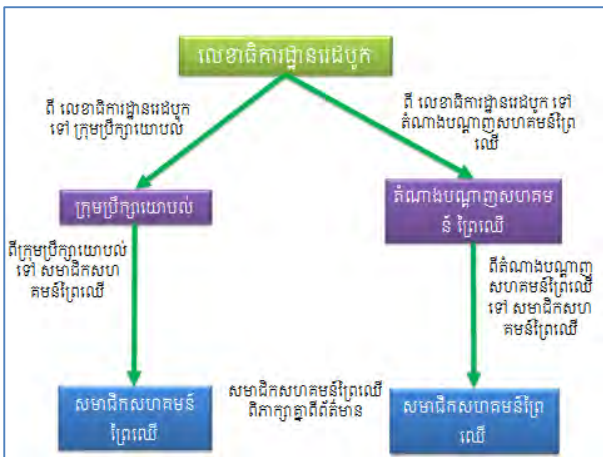 លេខាធិការដ្ឋានរេដបូក
ពី លេខាធិការដ្ឋានរេដបូក
ទៅ ក្រុមប្រឹក្សាយោបល់
ពី លេខាធិការដ្ឋានរេដបូក ទៅ
តំណាងបណ្តាញសហគមន៍ព្រៃ
ឈើ
ក្រុមប្រឹក្សាយោបល់
តំណាងបណ្តាញសហគម
ន៍ ព្រៃឈើ
ពីក្រុមប្រឹក្សាយោបល់
ទៅ សមាជិកសហ
គមន៍ព្រៃឈើ
ពីតំណាងបណ្តាញ
សហគមន៍ព្រៃឈើ
ទៅ សមាជិកសហ
គមន៍ព្រៃឈើ
សមាជិកសហគមន៍
ព្រៃឈើ
សមាជិកសហគមន៍ព្រៃឈើ
ពិភាក្សាគ្នាពីព័ត៌មាន
សមាជិកសហគមន៍ព្រៃ
ឈើ